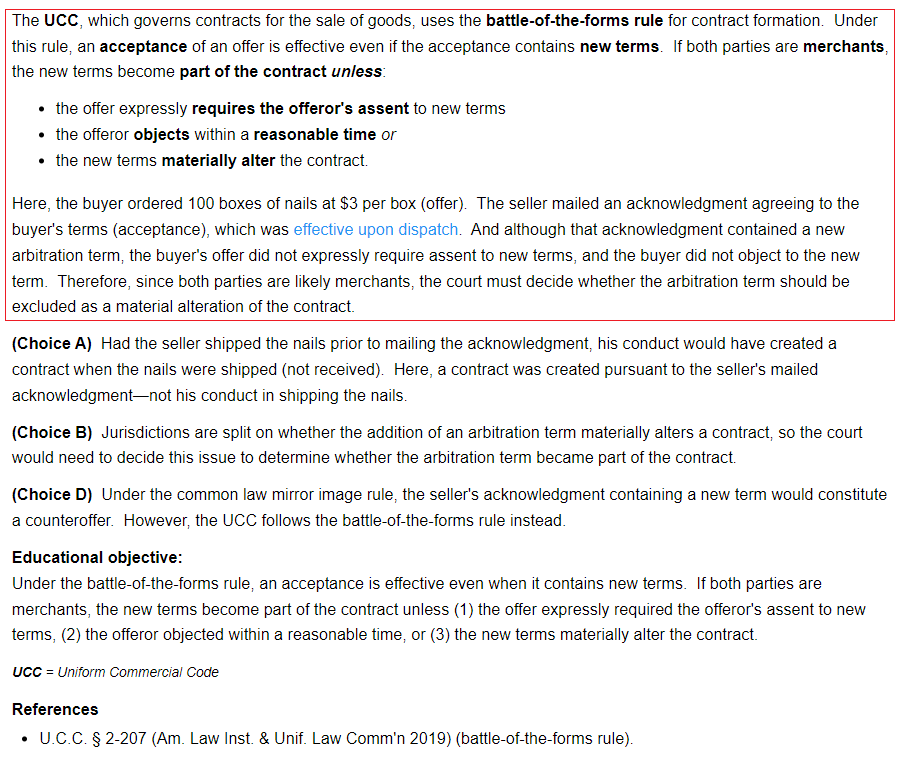 The UCC, which governs contracts for the sale of goods, uses the battle-of-the-forms rule for contract formation. Under
this rule, an acceptance of an offer is effective even if the acceptance contains new terms. If both parties are merchants,
the new terms become part of the contract unless:
• the offer expressly requires the offeror's assent to new terms
• the offeror objects within a reasonable time or
• the new terms materially alter the contract.
Here, the buyer ordered 100 boxes of nails at $3 per box (offer). The seller mailed an acknowledgment agreeing to the
buyer's terms (acceptance), which was effective upon dispatch. And although that acknowledgment contained a new
arbitration term, the buyer's offer did not expressly require assent to new terms, and the buyer did not object to the new
term. Therefore, since both parties are likely merchants, the court must decide whether the arbitration term should be
excluded as a material alteration of the contract.
(Choice A) Had the seller shipped the nails prior to mailing the acknowledgment, his conduct would have created a
contract when the nails were shipped (not received). Here, a contract was created pursuant to the seller's mailed
acknowledgment—not his conduct in shipping the nails.
(Choice B) Jurisdictions are split on whether the addition of an arbitration term materially alters a contract, so the court
would need to decide this issue to determine whether the arbitration term became part of the contract.
(Choice D) Under the common law mirror image rule, the seller's acknowledgment containing a new term would constitute
a counteroffer. However, the UCC follows the battle-of-the-forms rule instead.
Educational objective:
Under the battle-of-the-forms rule, an acceptance is effective even when it contains new terms. If both parties are
merchants, the new terms become part of the contract unless (1) the offer expressly required the offeror's assent to new
terms, (2) the offeror objected within a reasonable time, or (3) the new terms materially alter the contract.
UCC = Uniform Commercial Code
References
• U.C.C. § 2-207 (Am. Law Inst. & Unif. Law Comm'n 2019) (battle-of-the-forms rule).